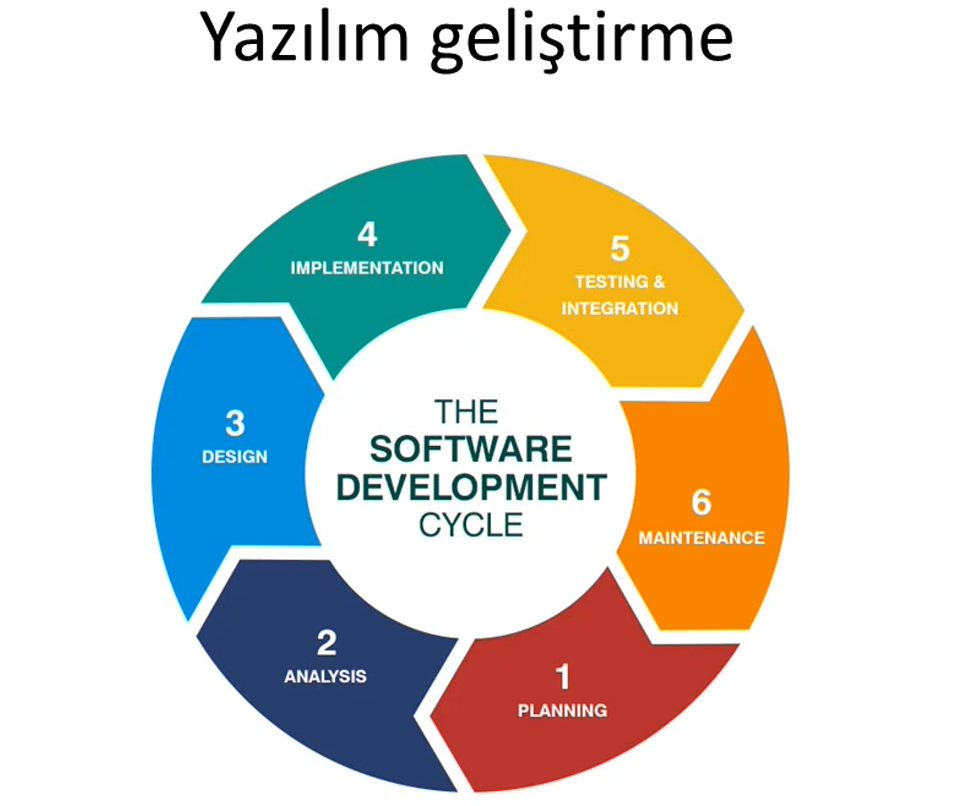 Yazılım geliştirme
THE
SOFTWARE
DEVELOPMENT
CYCLE
1
PLANNING
2
ANALYSIS
3
DESIGN
4
IMPLEMENTATION
5
TESTING &
INTEGRATION
6
MAINTENANCE